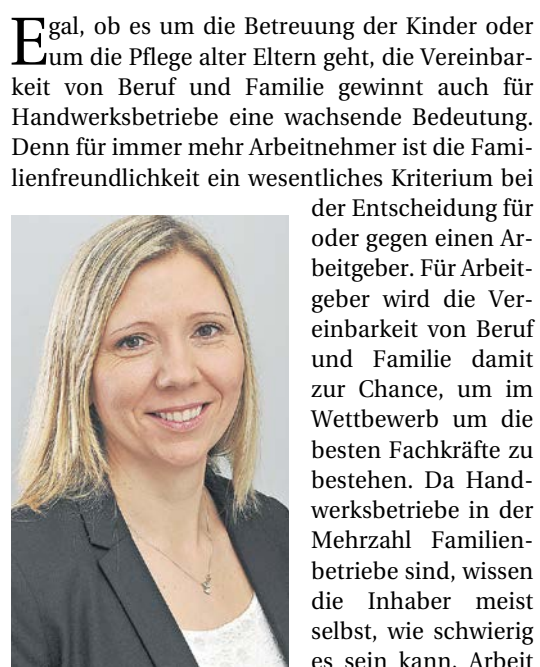 Egal, ob es um die Betreuung der Kinder oder
um die Pflege alter Eltern geht, die Vereinbar-
keit von Beruf und Familie gewinnt auch für
Handwerksbetriebe eine wachsende Bedeutung.
Denn für immer mehr Arbeitnehmer ist die Fami-
lienfreundlichkeit ein wesentliches Kriterium bei
der Entscheidung für
oder gegen einen Ar-
beitgeber. Für Arbeit-
geber wird die Ver-
einbarkeit von Beruf
und Familie damit
zur Chance, um im
Wettbewerb um die
besten Fachkräfte zu
bestehen. Da Hand-
werksbetriebe in der
Mehrzahl Familien-
betriebe sind, wissen
die Inhaber meist
selbst, wie schwierig
es sein kann, Arbeit